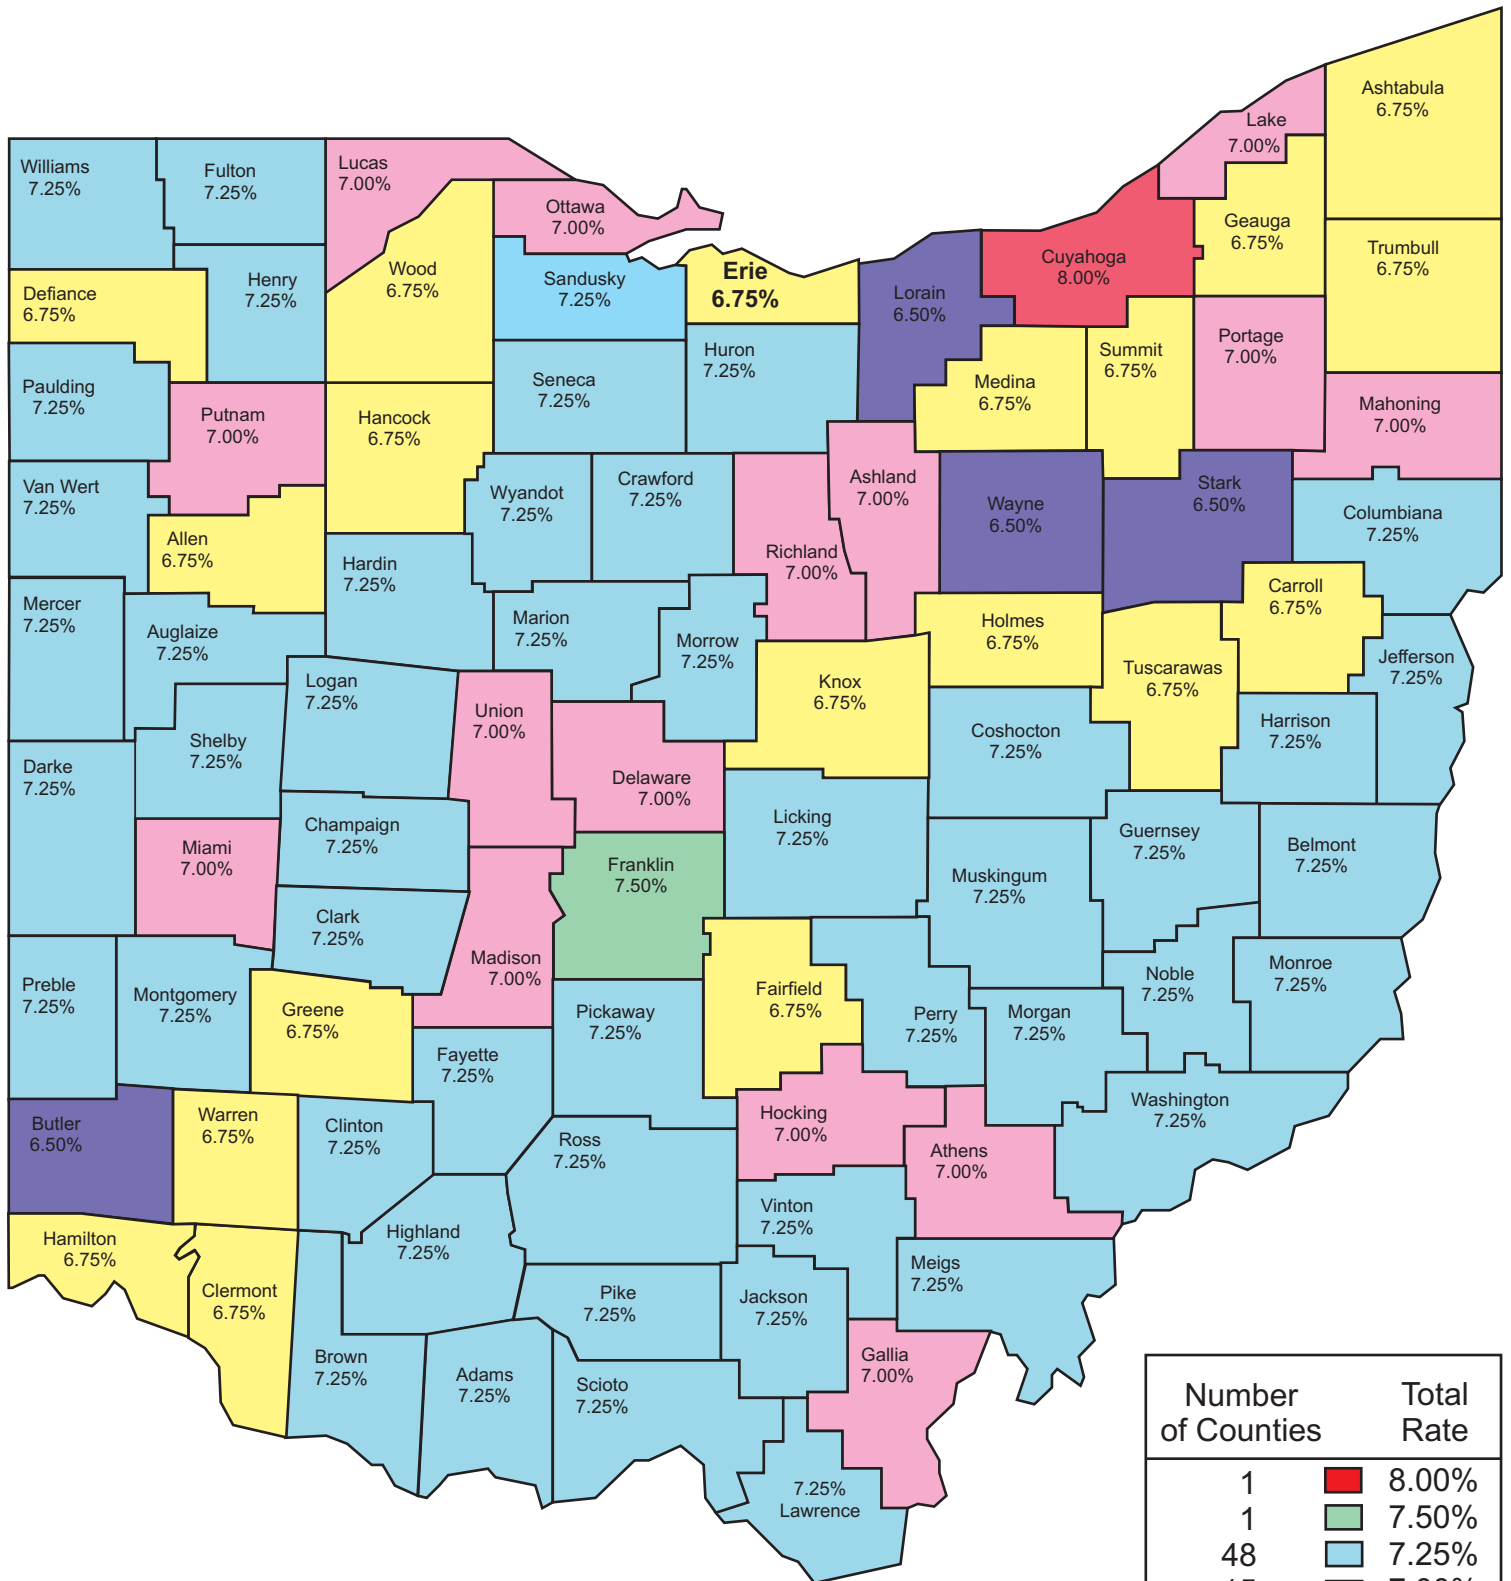 Ashtabula
6.75%
Lake
7.00%
Williams
7.25%
Fulton
7.25%
Lucas
7.00%
Ottawa
7.00%
Geauga
6.75%
Trumbull
6.75%
Cuyahoga
8.00%
Wood
6.75%
Henry
7.25%
Sandusky
7.25%
Erie
6.75%
Lorain
6.50%
Defiance
6.75%
Portage
7.00%
Summit
6.75%
Huron
7.25%
Medina
6.75%
Seneca
7.25%
Paulding
7.25%
Mahoning
7.00%
Putnam
7.00%
Hancock
6.75%
Ashland
7.00%
Crawford
7.25%
Wyandot
7.25%
Van Wert
7.25%
Wayne
6.50%
Stark
6.50%
Columbiana
7.25%
Allen
6.75%
Hardin
7.25%
Richland
7.00%
Carroll
6.75%
Mercer
7.25%
Auglaize
7.25%
Marion
7.25%
Morrow
7.25%
Holmes
6.75%
Tuscarawas
6.75%
Jefferson
7.25%
Logan
7.25%
Knox
6.75%
Union
7.00%
Coshocton
7.25%
Harrison
7.25%
Shelby
7.25%
Darke
7.25%
Delaware
7.00%
Licking
7.25%
Champaign
7.25%
Guernsey
7.25%
Belmont
7.25%
Miami
7.00%
Franklin
7.50%
Muskingum
7.25%
Clark
7.25%
Madison
7.00%
Preble
7.25%
Montgomery
7.25%
Greene
6.75%
Fairfield
6.75%
Noble
7.25%
Monroe
7.25%
Pickaway
7.25%
Perry
7.25%
Morgan
7.25%
Fayette
7.25%
Washington
7.25%
Butler
6.50%
Warren
6.75%
Clinton
7.25%
Hocking
7.00%
Ross
7.25%
Athens
7.00%
Vinton
7.25%
Highland
7.25%
Hamilton
6.75%
Clermont
6.75%
Meigs
7.25%
Pike
7.25%
Jackson
7.25%
Gallia
7.00%
Brown
7.25%
Adams
7.25%
Scioto
7.25%
7.25%
Lawrence
Number Total
of Counties Rate
1 8.00%
1 7.50%
48 7.25%